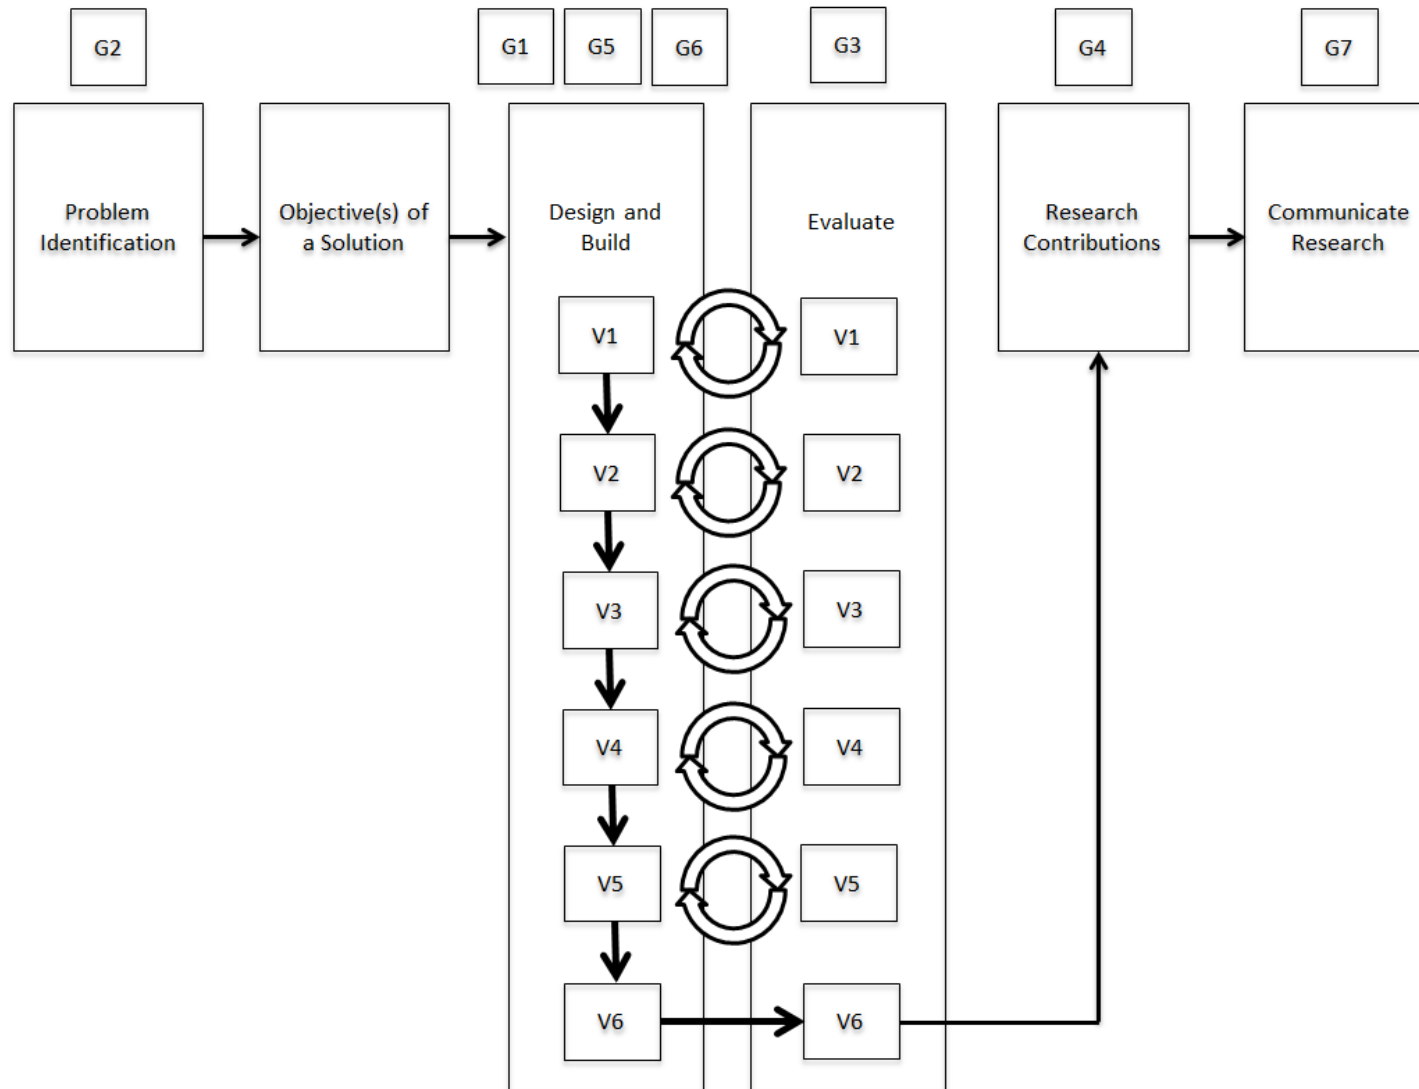 G2
G1
G5
G6
G3
G4
G7
Problem
Identification
Objective(s) of
a Solution
Design and
Build
Evaluate
Research
Contributions
Communicate
Research
V1
V1
V2
V2
V3
V3
V4
V4
V5
V5
V6
V6